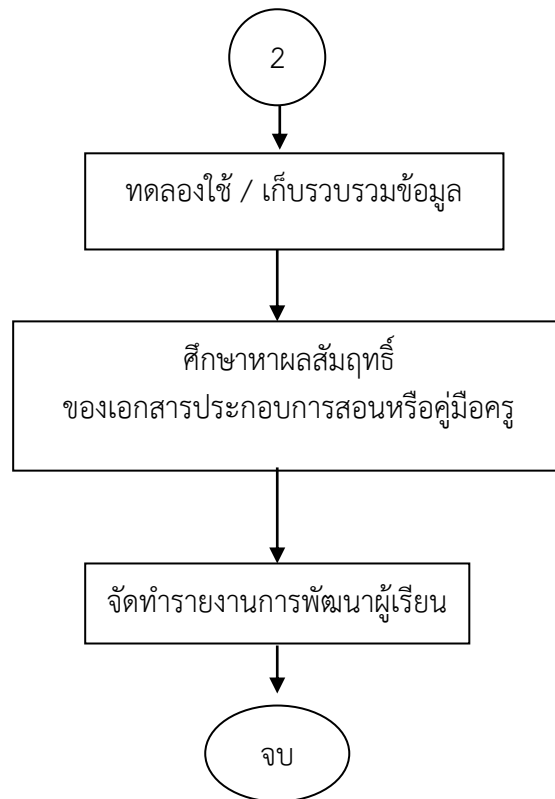 2
ทดลองใช้ / เก็บรวบรวมข้อมูล
ศึกษาหาผลสัมฤทธิ์
ของเอกสารประกอบการสอนหรือคู่มือครู
จัดทำรายงานการพัฒนาผู้เรียน
จบ